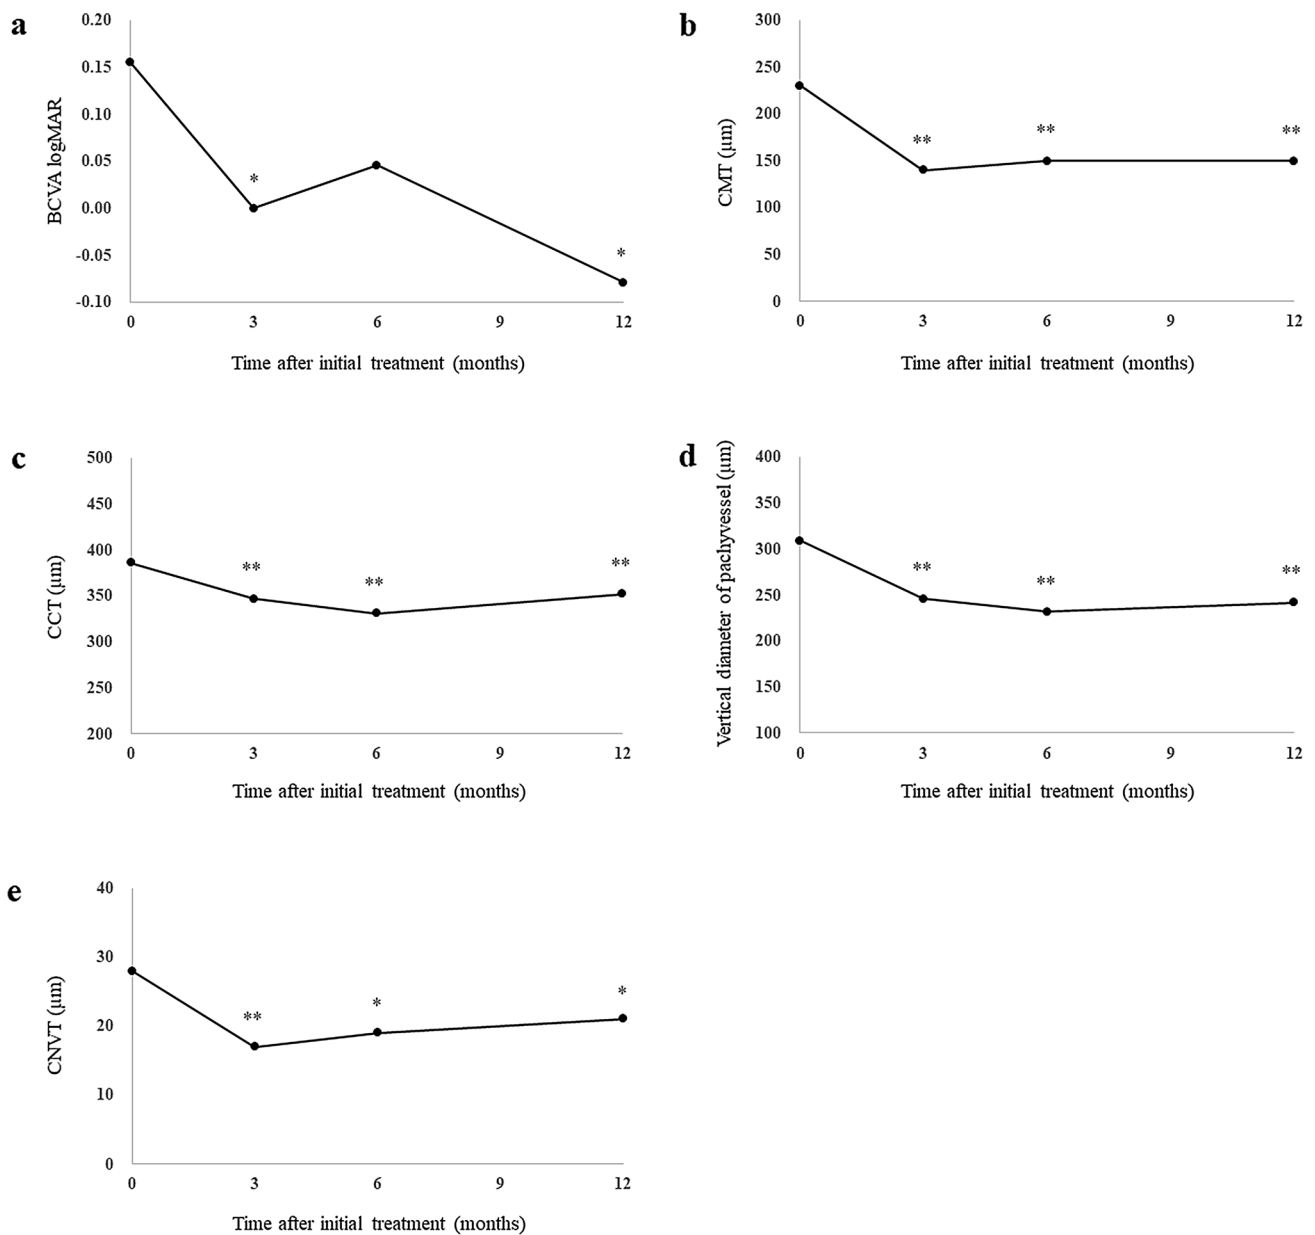 a
BCVA logMAR
0.20
0.15
0.10
0.05
0.00
-0.05
-0.10
*
*
0 3 6 9 12
Time after initial treatment (months)
b
CMT (μm)
300
250
200
150
100
50
0
** ** **
0 3 6 9 12
Time after initial treatment (months)
c
CCT (μm)
500
450
400
350
300
250
200
** ** **
0 3 6 9 12
Time after initial treatment (months)
d
Vertical diameter of pachyvessel (μm)
400
350
300
250
200
150
100
** ** **
0 3 6 9 12
Time after initial treatment (months)
e
CNVT (μm)
40
30
20
10
0
** * *
0 3 6 9 12
Time after initial treatment (months)